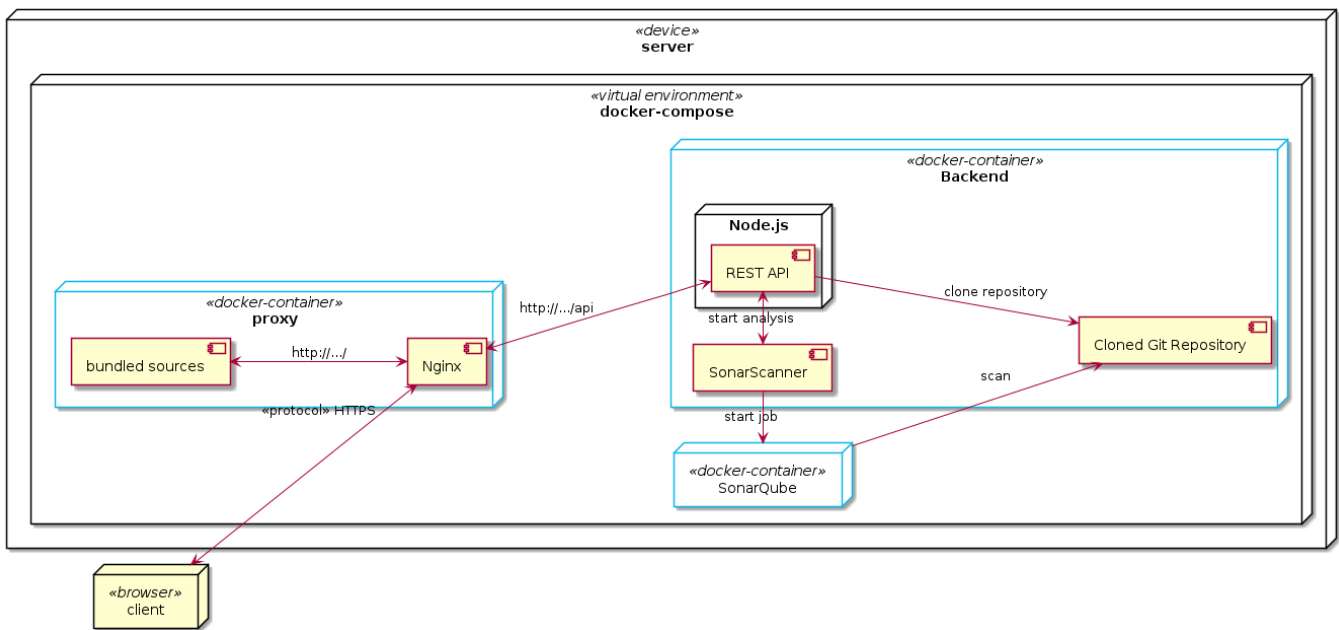 «device»
server
«virtual environment»
docker-compose
«docker-container»
Backend
Node.js
REST API
clone repository
«docker-container»
proxy
http://.../api
start analysis
bundled sources
http://.../
Nginx
SonarScanner
Cloned Git Repository
scan
«protocol» HTTPS
start job
«docker-container»
SonarQube
«browser»
client